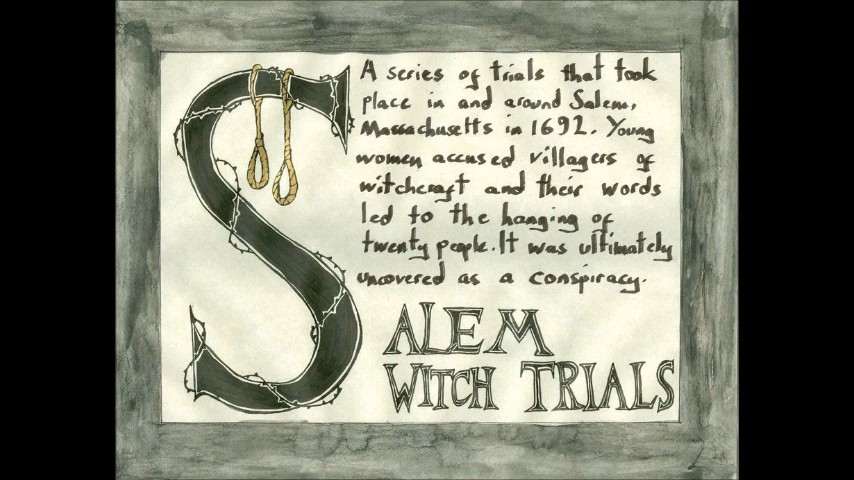 A series of trials that took
place in and around Salem,
Massachusetts in 1692. Young
women accused villagers of
witchcraft and their words
led to the hanging of
twenty people. It was ultimately
uncovered as a conspiracy.
SALEM
WITCH TRIALS